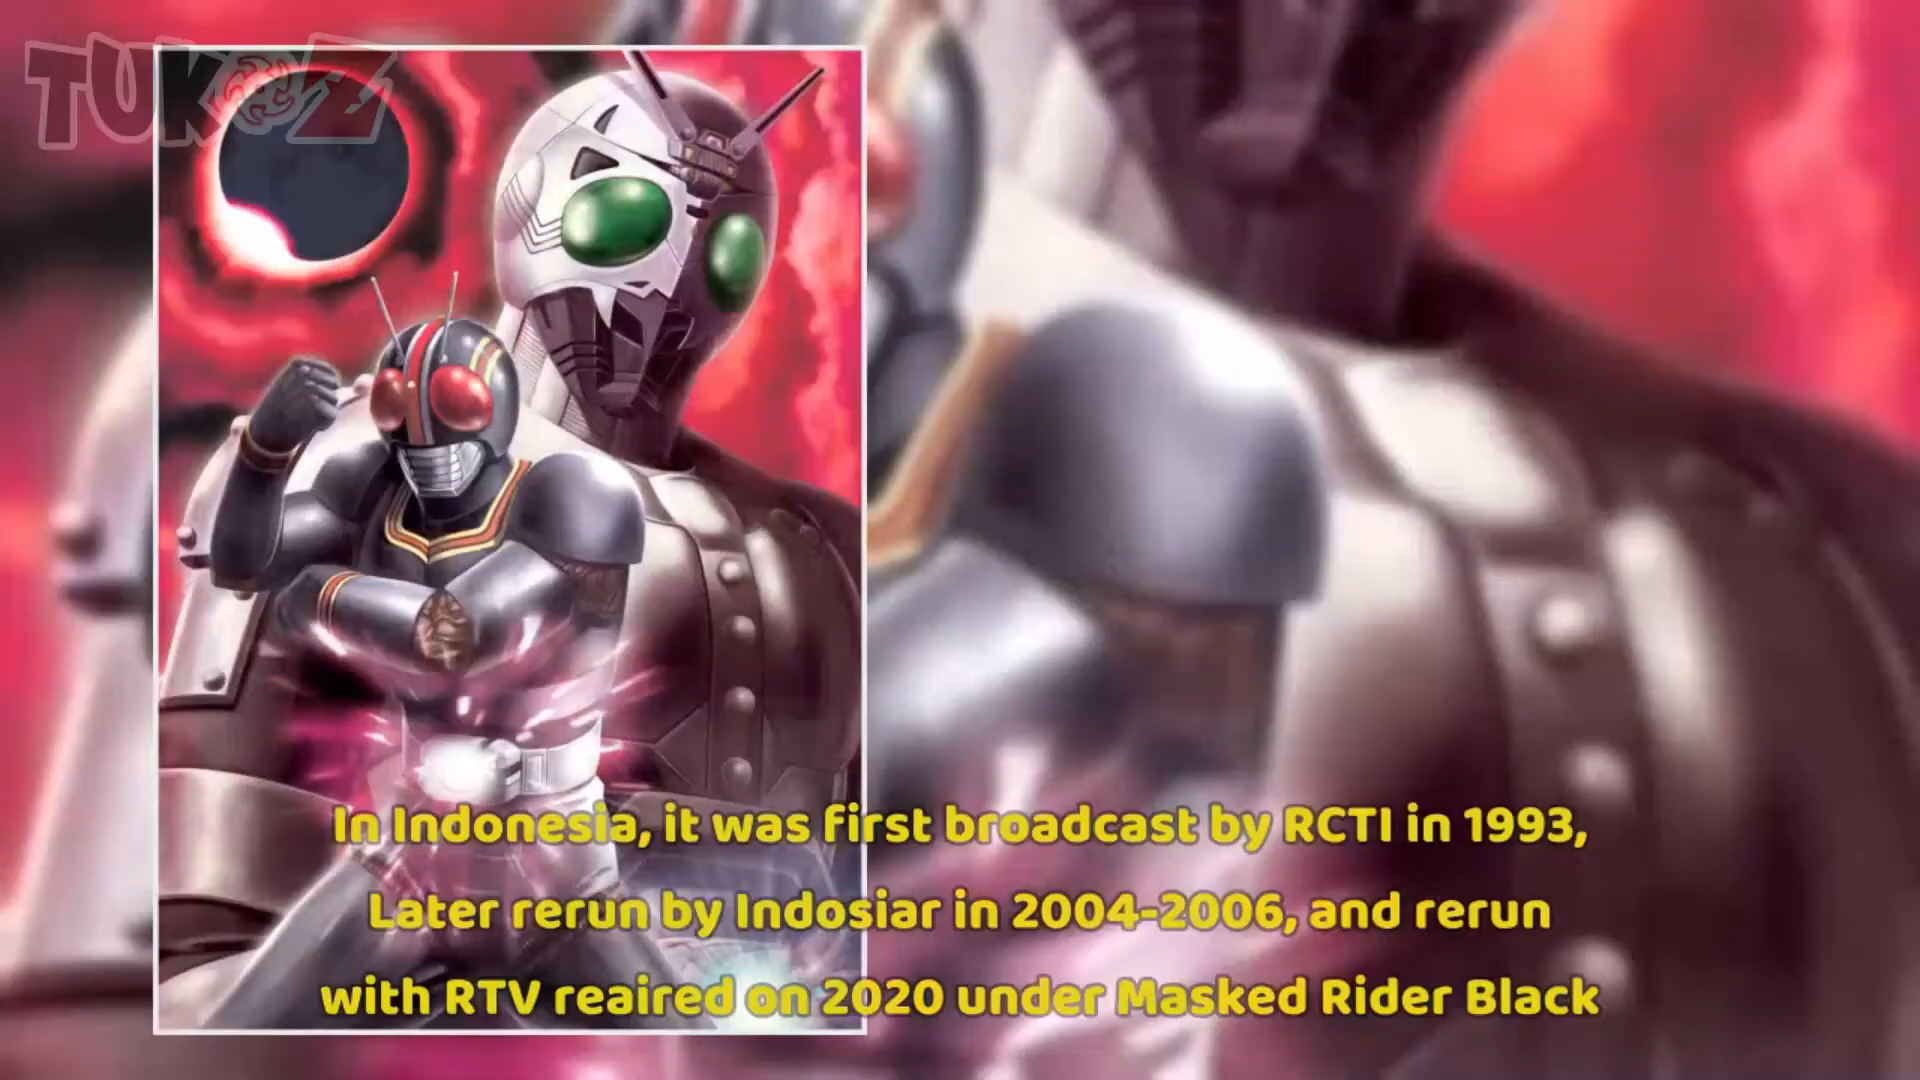 TUKOZ
In Indonesia, it was first broadcast by RCTI in 1993,
Later rerun by Indosiar in 2004-2006, and rerun
with RTV reaired on 2020 under Masked Rider Black